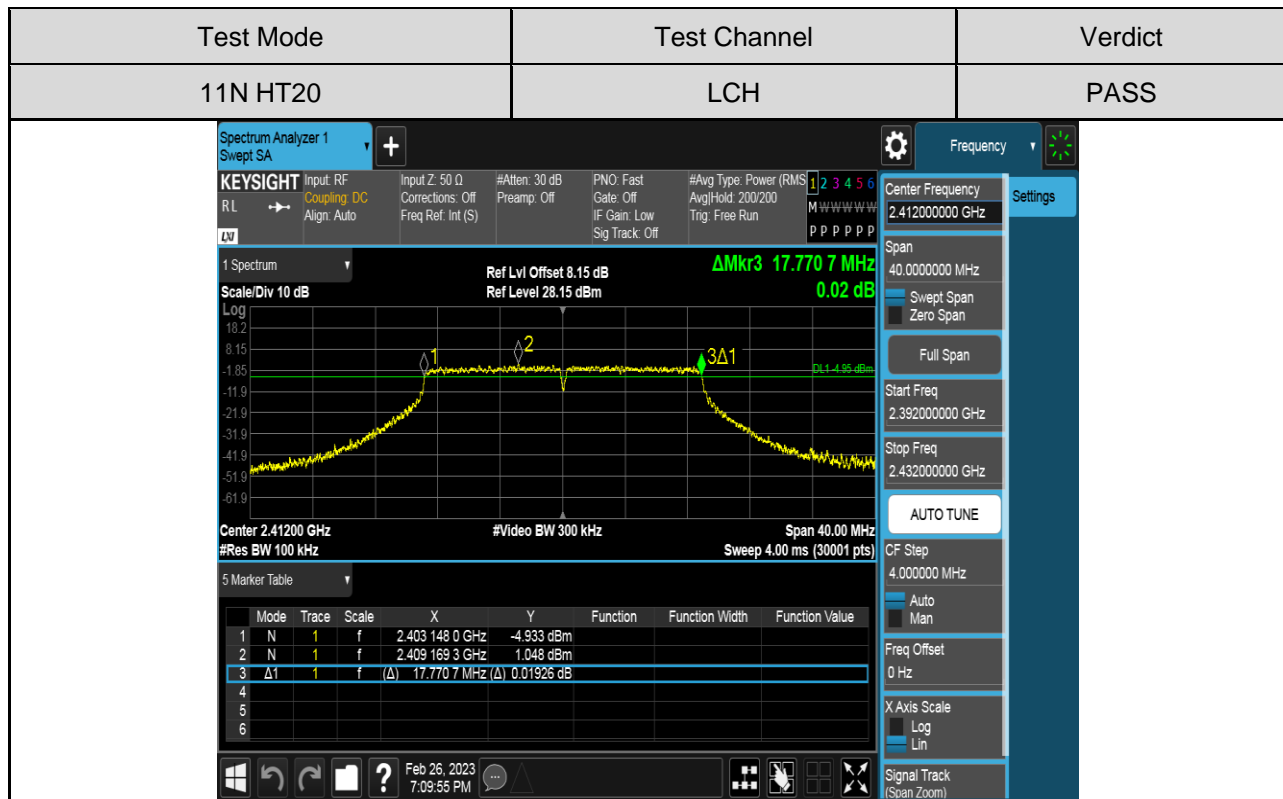 Test Mode Test Channel Verdict
11N HT20 LCH PASS
Spectrum Analyzer 1
Swept SA
Frequency
KEYSIGHT Input: RF Input Z: 50 Ω #Atten: 30 dB PNO: Fast #Avg Type: Power (RMS 1 2 3 4 5 6
RL Coupling: DC Corrections: Off Preamp: Off Gate: Off Avg|Hold: 200/200 M W W W W W
Align: Auto Freq Ref: Int (S) IF Gain: Low Trig: Free Run
LXI Sig Track: Off P P P P P P
1 Spectrum
Ref Lvl Offset 8.15 dB ΔMkr3 17.770 7 MHz
Scale/Div 10 dB Ref Level 28.15 dBm 0.02 dB
Log
18.2
8.15
1 2 3Δ1
-1.85 DL1 -4.95 dBm
-11.9
-21.9
-31.9
-41.9
-51.9
-61.9
Center 2.41200 GHz #Video BW 300 kHz Span 40.00 MHz
#Res BW 100 kHz Sweep 4.00 ms (30001 pts)
5 Marker Table
Mode Trace Scale X Y Function Function Width Function Value
1 N 1 f 2.403 148 0 GHz -4.933 dBm
2 N 1 f 2.409 169 3 GHz 1.048 dBm
3 Δ1 1 f (Δ) 17.770 7 MHz (Δ) 0.01926 dB
4
5
6
? Feb 26, 2023
7:09:55 PM
Center Frequency
2.412000000 GHz
Settings
Span
40.0000000 MHz
Swept Span
Zero Span
Full Span
Start Freq
2.392000000 GHz
Stop Freq
2.432000000 GHz
AUTO TUNE
CF Step
4.000000 MHz
Auto
Man
Freq Offset
0 Hz
X Axis Scale
Log
Lin
Signal Track
(Span Zoom)